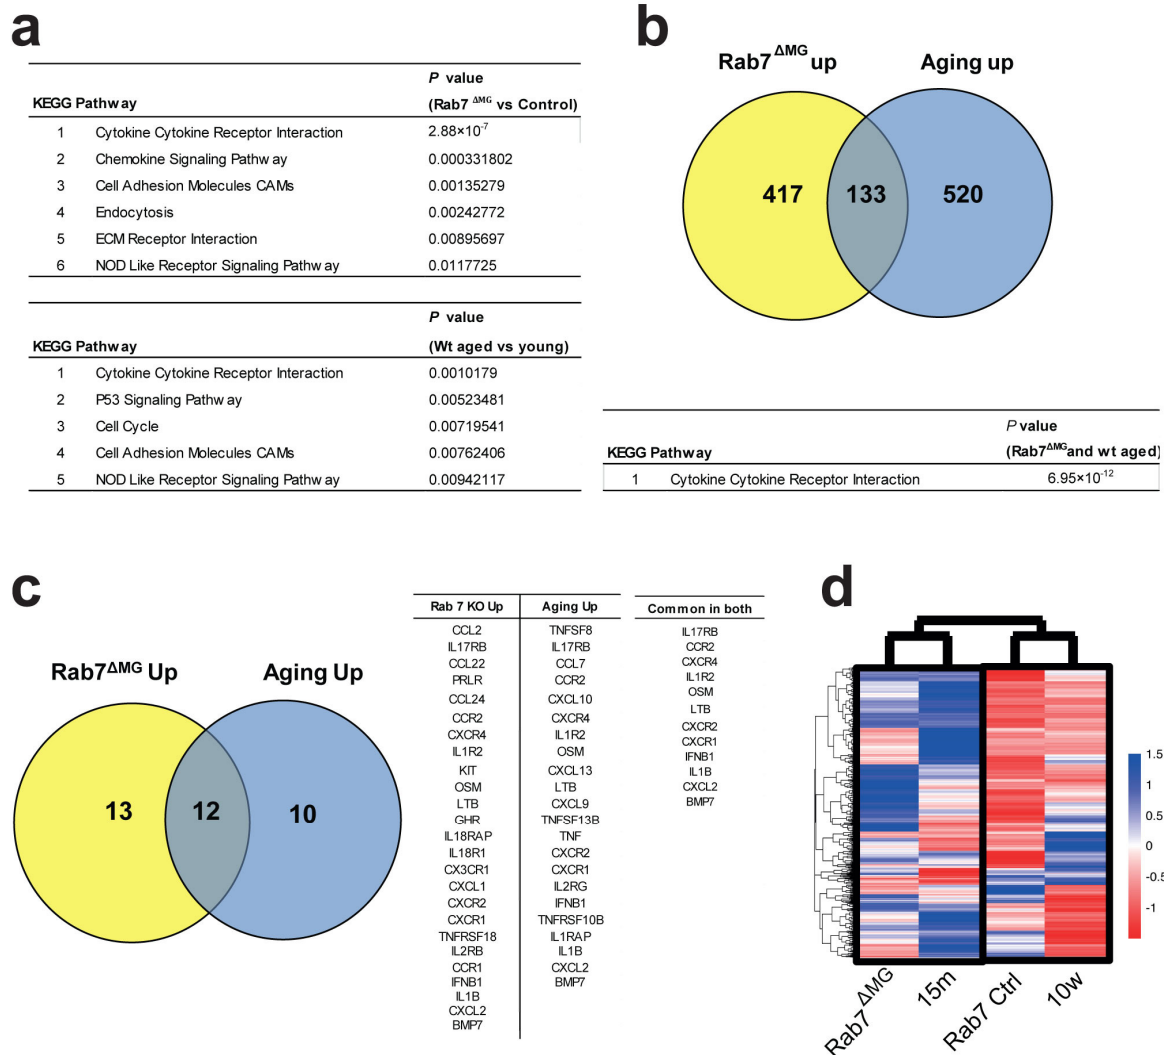 a
P value
KEGG Pathway (Rab7 ΔMG vs Control)
1 Cytokine Cytokine Receptor Interaction 2.88×10-7
2 Chemokine Signaling Pathway 0.000331802
3 Cell Adhesion Molecules CAMs 0.00135279
4 Endocytosis 0.00242772
5 ECM Receptor Interaction 0.00895697
6 NOD Like Receptor Signaling Pathway 0.0117725
P value
KEGG Pathway (Wt aged vs young)
1 Cytokine Cytokine Receptor Interaction 0.0010179
2 P53 Signaling Pathway 0.00523481
3 Cell Cycle 0.00719541
4 Cell Adhesion Molecules CAMs 0.00762406
5 NOD Like Receptor Signaling Pathway 0.00942117
b
Rab7ΔMG up Aging up
417 133 520
P value
KEGG Pathway (Rab7ΔMG and wt aged)
1 Cytokine Cytokine Receptor Interaction 6.95×10-12
c
Rab7ΔMG Up Aging Up
13 12 10
Rab 7 KO Up
CCL2
IL17RB
CCL22
PRLR
CCL24
CCR2
CXCR4
IL1R2
KIT
OSM
LTB
GHR
IL18RAP
IL18R1
CX3CR1
CXCL1
CXCR2
CXCR1
TNFRSF18
IL2RB
CCR1
IFNB1
IL1B
CXCL2
BMP7
Aging Up
TNFSF8
IL17RB
CCL7
CCR2
CXCL10
CXCR4
IL1R2
OSM
CXCL13
LTB
CXCL9
TNFSF13B
TNF
CXCR2
CXCR1
IL2RG
IFNB1
TNFRSF10B
IL1RAP
IL1B
CXCL2
BMP7
Common in both
IL17RB
CCR2
CXCR4
IL1R2
OSM
LTB
CXCR2
CXCR1
IFNB1
IL1B
CXCL2
BMP7
d
1.5
1
0.5
0
-0.5
-1
Rab7 ΔMG 15m Rab7 Ctrl 10w